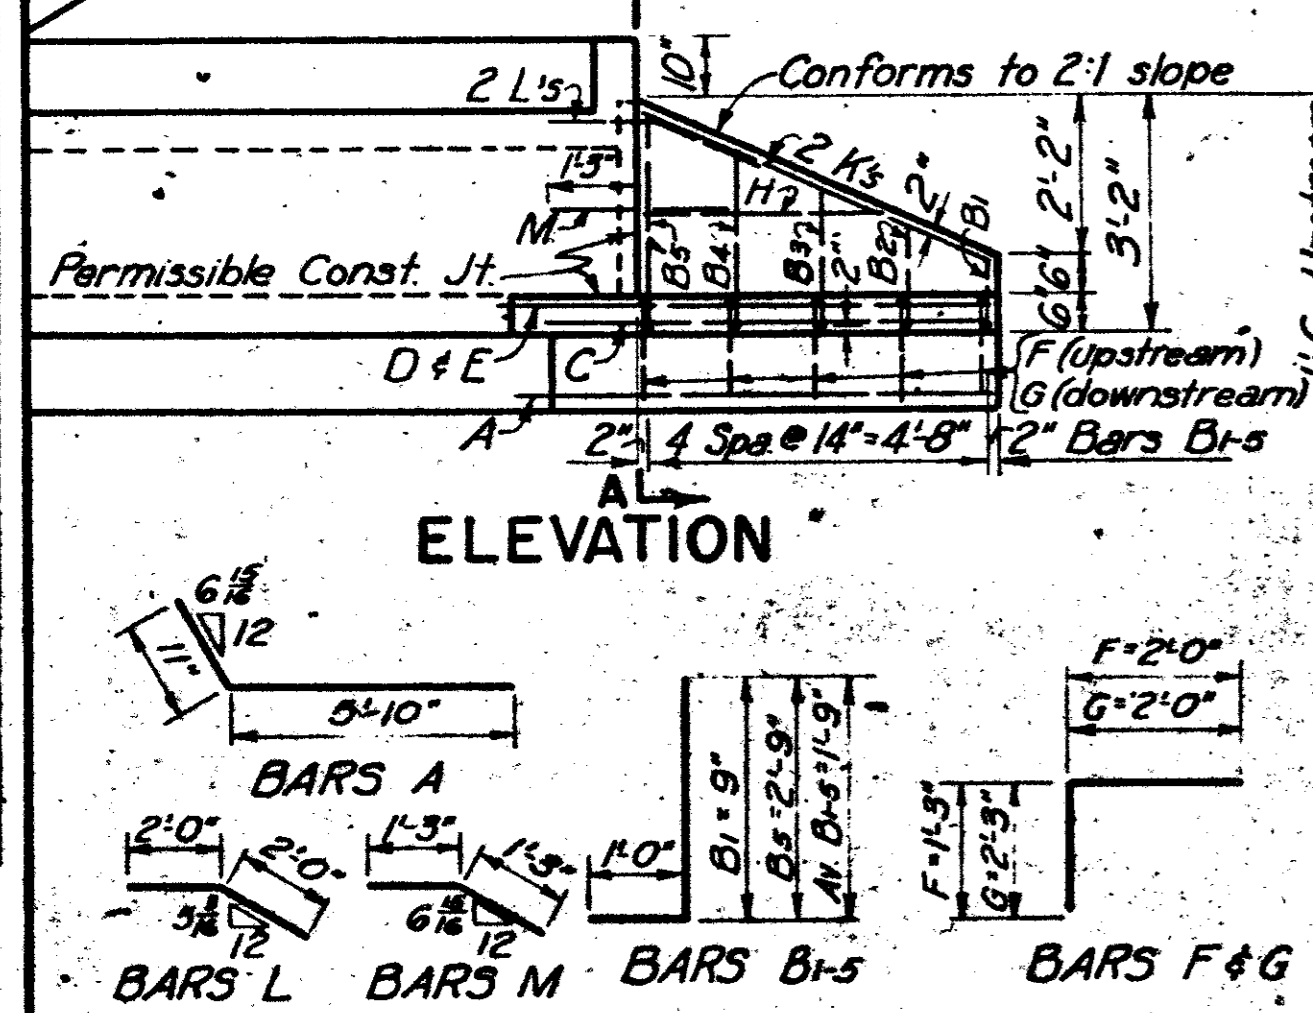 10"
Conforms to 2:1 slope
2 L's
2 K's
2"
2'-2"
3'-2"
1'-3"
H
B1
M
B5
B4
B3
2"
B2
Permissible Const. Jt.
6"
6"
D & E
C
F (upstream)
G (downstream)
A
2"
4 Spa. @ 14" = 4'-8"
2" Bars B1-5
A
ELEVATION
6 15/16
12
11"
5'-10"
BARS A
F = 2'-0"
G = 2'-0"
2'-0"
2'-0"
12
BARS L
1'-3"
1'-3"
6 15/16
12
BARS M
1'-0"
B1 = 9"
B5 = 2'-9"
Av. B1-5 = 1'-9"
BARS B1-5
F = 1'-3"
G = 2'-3"
BARS F & G